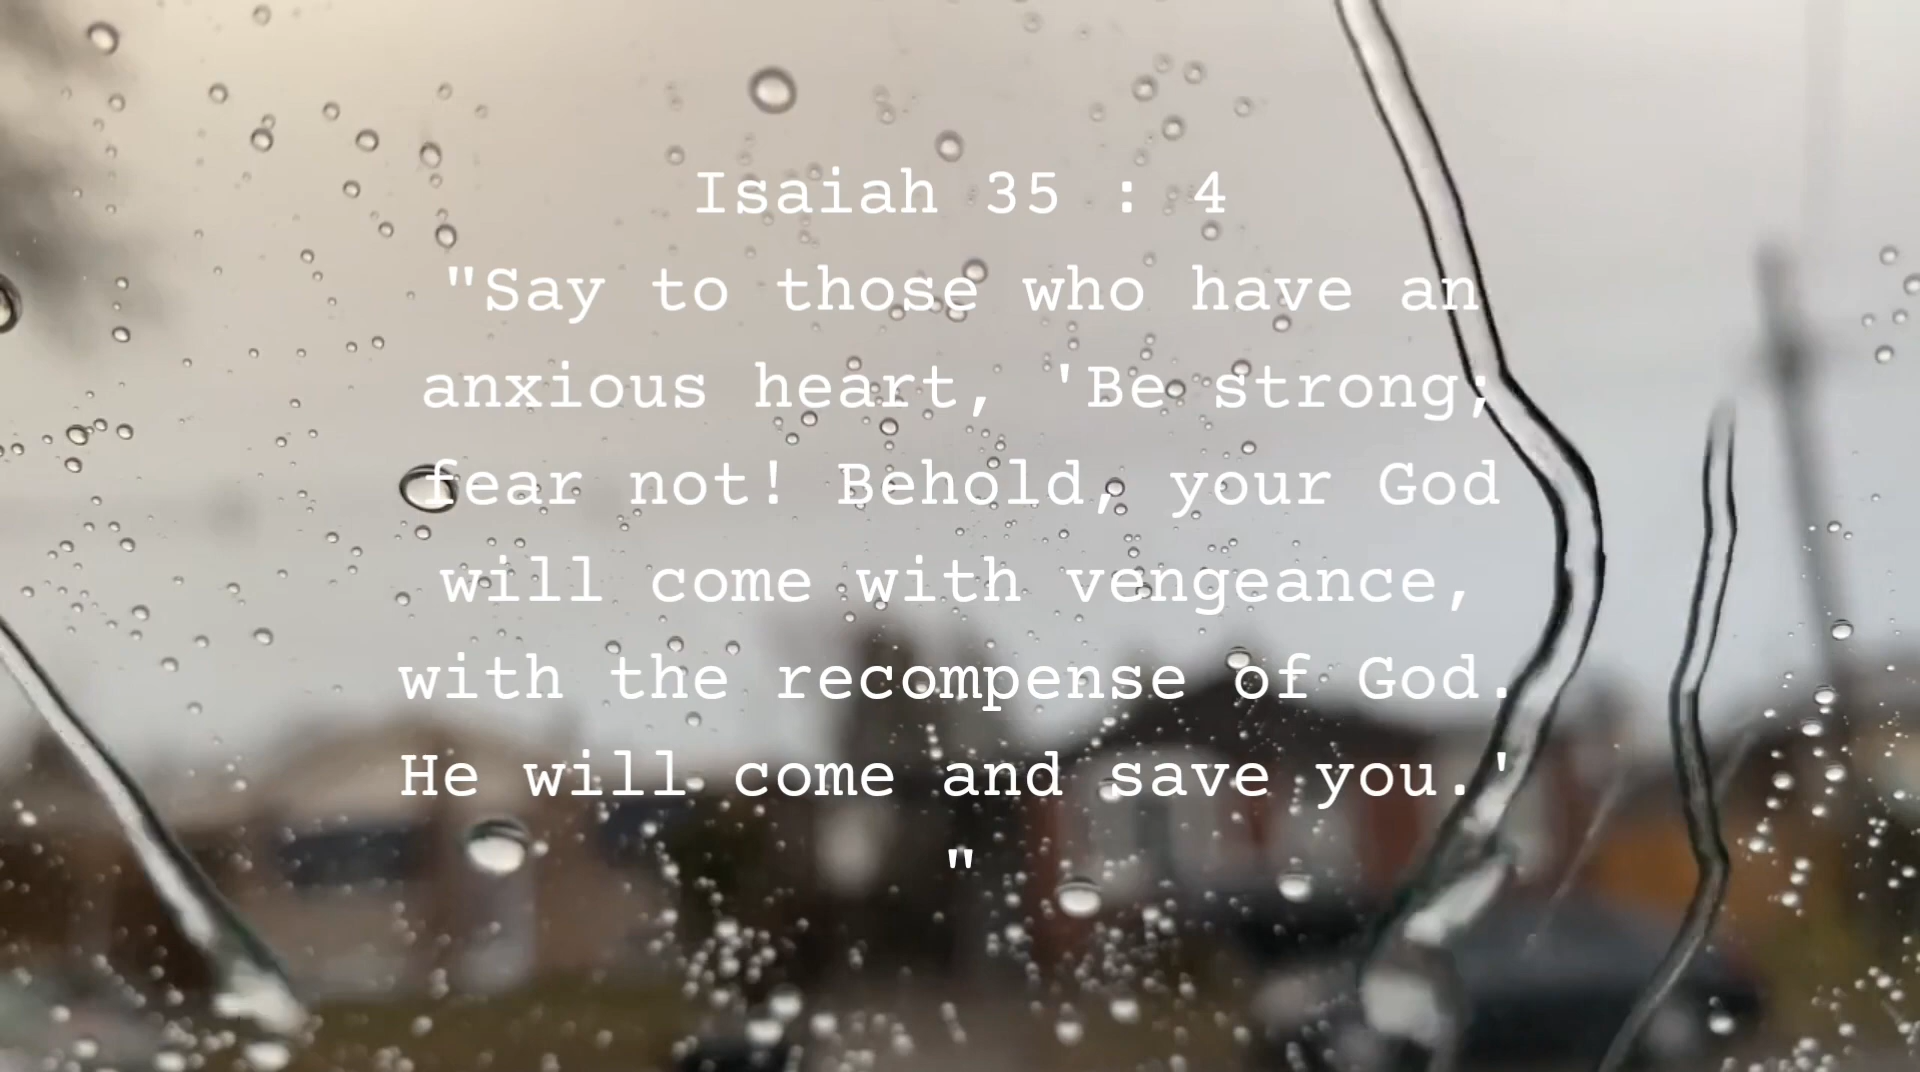 Isaiah 35 : 4
"Say to those who have an
anxious heart, 'Be strong;
fear not! Behold, your God
will come with vengeance,
with the recompense of God.
He will come and save you.'
"